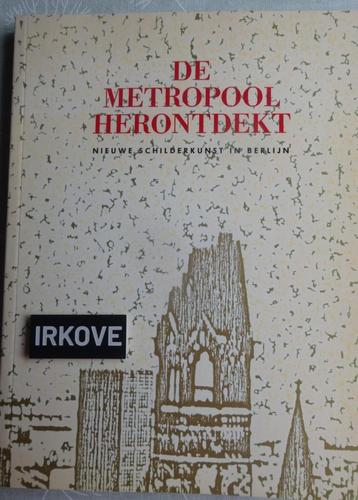 DE
METROPOOL
HERONTDEKT
NIEUWE SCHILDERKUNST IN BERLIJN
IRKOVE